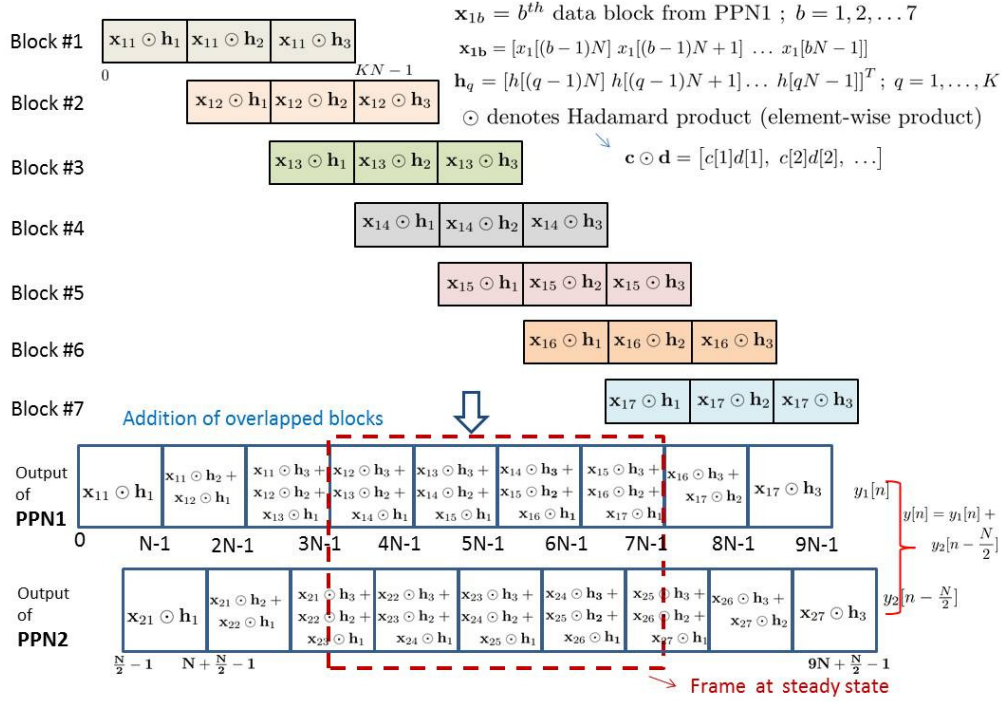 𝐱₁b = bᵗʰ data block from PPN1 ; b = 1, 2, … 7
Block #1 𝐱₁₁ ⊙ 𝐡₁ 𝐱₁₁ ⊙ 𝐡₂ 𝐱₁₁ ⊙ 𝐡₃
𝐱₁𝐛 = [x₁[(b − 1)N] x₁[(b − 1)N + 1] … x₁[bN − 1]]
0 KN − 1
𝐡q = [h[(q − 1)N] h[(q − 1)N + 1] … h[qN − 1]]ᵀ ; q = 1, … , K
Block #2 𝐱₁₂ ⊙ 𝐡₁ 𝐱₁₂ ⊙ 𝐡₂ 𝐱₁₂ ⊙ 𝐡₃
⊙ denotes Hadamard product (element-wise product)
Block #3 𝐱₁₃ ⊙ 𝐡₁ 𝐱₁₃ ⊙ 𝐡₂ 𝐱₁₃ ⊙ 𝐡₃
𝐜 ⊙ 𝐝 = [c[1]d[1], c[2]d[2], …]
Block #4 𝐱₁₄ ⊙ 𝐡₁ 𝐱₁₄ ⊙ 𝐡₂ 𝐱₁₄ ⊙ 𝐡₃
Block #5 𝐱₁₅ ⊙ 𝐡₁ 𝐱₁₅ ⊙ 𝐡₂ 𝐱₁₅ ⊙ 𝐡₃
Block #6 𝐱₁₆ ⊙ 𝐡₁ 𝐱₁₆ ⊙ 𝐡₂ 𝐱₁₆ ⊙ 𝐡₃
Block #7 𝐱₁₇ ⊙ 𝐡₁ 𝐱₁₇ ⊙ 𝐡₂ 𝐱₁₇ ⊙ 𝐡₃
Addition of overlapped blocks
Output
of
PPN1
𝐱₁₁ ⊙ 𝐡₁
𝐱₁₁ ⊙ 𝐡₂ +
𝐱₁₂ ⊙ 𝐡₁
𝐱₁₁ ⊙ 𝐡₃ +
𝐱₁₂ ⊙ 𝐡₂ +
𝐱₁₃ ⊙ 𝐡₁
𝐱₁₂ ⊙ 𝐡₃ +
𝐱₁₃ ⊙ 𝐡₂ +
𝐱₁₄ ⊙ 𝐡₁
𝐱₁₃ ⊙ 𝐡₃ +
𝐱₁₄ ⊙ 𝐡₂ +
𝐱₁₅ ⊙ 𝐡₁
𝐱₁₄ ⊙ 𝐡₃ +
𝐱₁₅ ⊙ 𝐡₂ +
𝐱₁₆ ⊙ 𝐡₁
𝐱₁₅ ⊙ 𝐡₃ +
𝐱₁₆ ⊙ 𝐡₂ +
𝐱₁₇ ⊙ 𝐡₁
𝐱₁₆ ⊙ 𝐡₃ +
𝐱₁₇ ⊙ 𝐡₂
𝐱₁₇ ⊙ 𝐡₃
y₁[n]
y[n] = y₁[n] +
y₂[n − N/2]
0 N-1 2N-1 3N-1 4N-1 5N-1 6N-1 7N-1 8N-1 9N-1
Output
of
PPN2
𝐱₂₁ ⊙ 𝐡₁
𝐱₂₁ ⊙ 𝐡₂ +
𝐱₂₂ ⊙ 𝐡₁
𝐱₂₁ ⊙ 𝐡₃ +
𝐱₂₂ ⊙ 𝐡₂ +
𝐱₂₃ ⊙ 𝐡₁
𝐱₂₂ ⊙ 𝐡₃ +
𝐱₂₃ ⊙ 𝐡₂ +
𝐱₂₄ ⊙ 𝐡₁
𝐱₂₃ ⊙ 𝐡₃ +
𝐱₂₄ ⊙ 𝐡₂ +
𝐱₂₅ ⊙ 𝐡₁
𝐱₂₄ ⊙ 𝐡₃ +
𝐱₂₅ ⊙ 𝐡₂ +
𝐱₂₆ ⊙ 𝐡₁
𝐱₂₅ ⊙ 𝐡₃ +
𝐱₂₆ ⊙ 𝐡₂ +
𝐱₂₇ ⊙ 𝐡₁
𝐱₂₆ ⊙ 𝐡₃ +
𝐱₂₇ ⊙ 𝐡₂
𝐱₂₇ ⊙ 𝐡₃
y₂[n − N/2]
N/2 − 1 N + N/2 − 1 9N + N/2 − 1
Frame at steady state